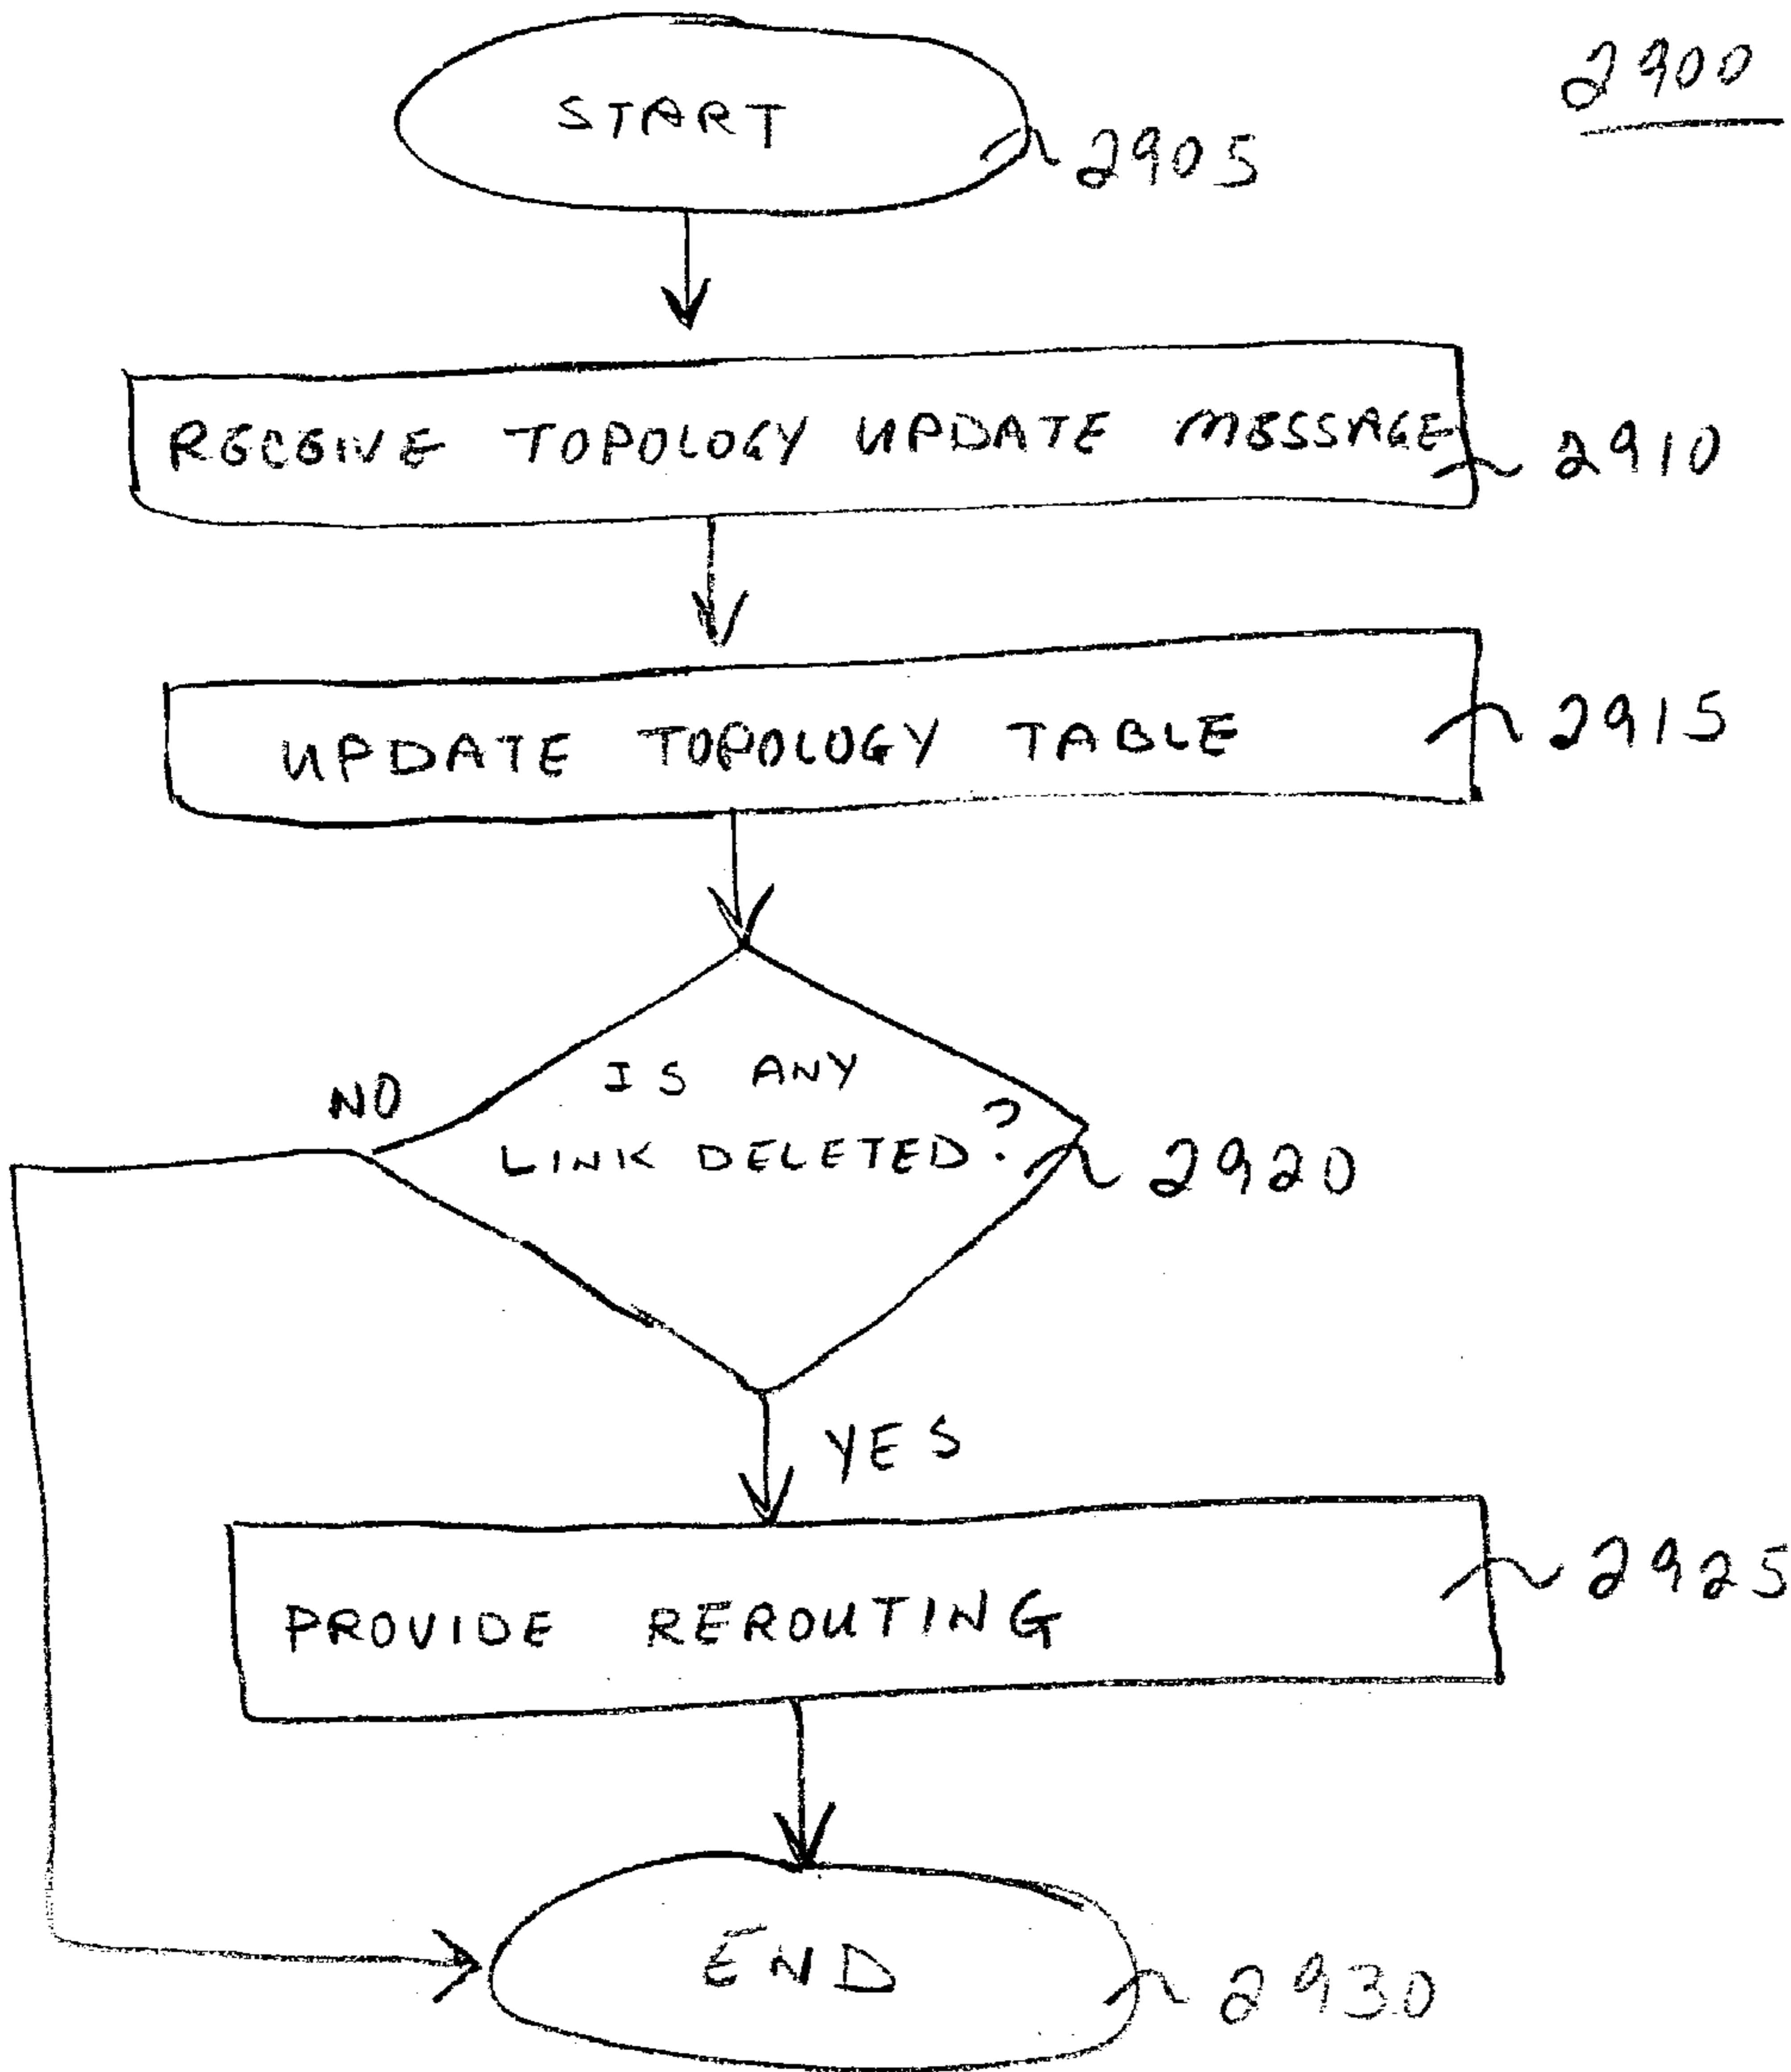 2900
START
2905
RECEIVE TOPOLOGY UPDATE MESSAGE
2910
UPDATE TOPOLOGY TABLE
2915
IS ANY
LINK DELETED?
2920
NO
YES
PROVIDE REROUTING
2925
END
2930